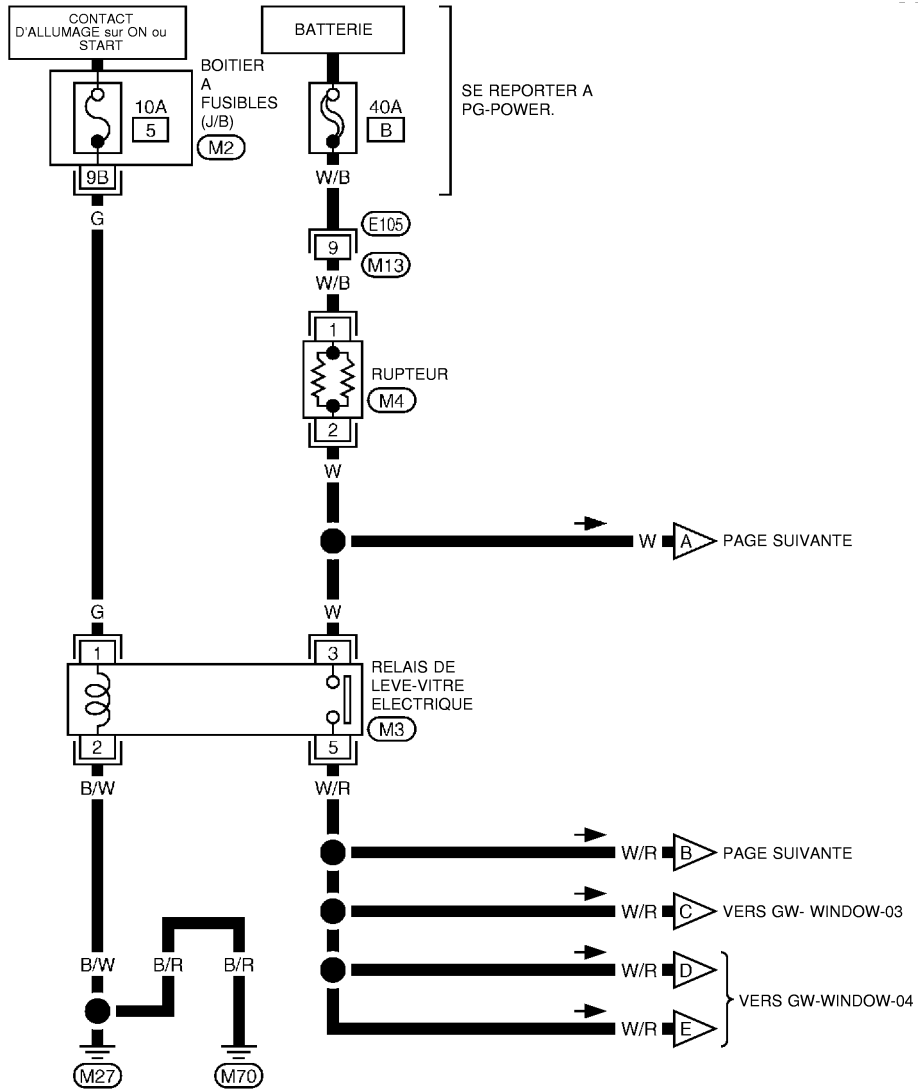 CONTACT
D'ALLUMAGE sur ON ou
START
BATTERIE
BOITIER
A
FUSIBLES
(J/B)
M2
10A
5
40A
B
SE REPORTER A
PG-POWER.
9B
W/B
G
E105
9
M13
W/B
1
RUPTEUR
M4
2
W
W
A
PAGE SUIVANTE
G
W
1
3
RELAIS DE
LEVE-VITRE
ELECTRIQUE
M3
2
5
B/W
W/R
W/R
B
PAGE SUIVANTE
W/R
C
VERS GW- WINDOW-03
B/W
B/R
B/R
W/R
D
VERS GW-WINDOW-04
W/R
E
M27
M70